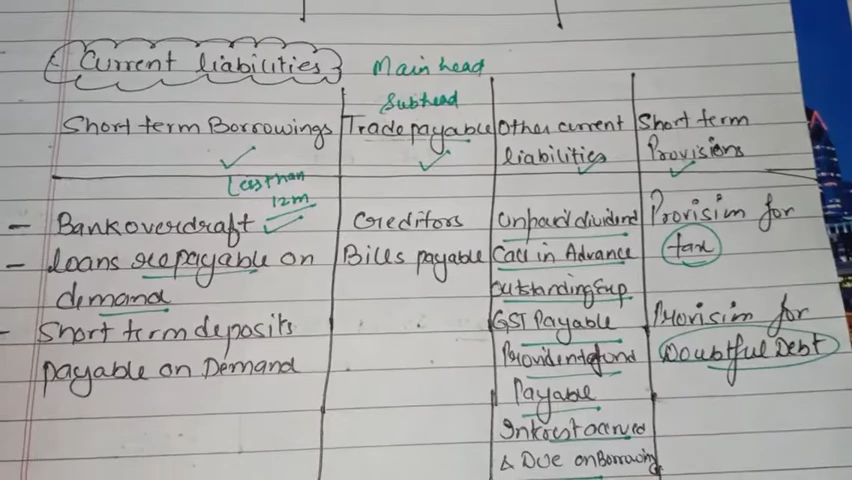 Current liabilities
Main head
Subhead
Short term Borrowings
Less than
12m
- Bank overdraft
- Loans repayable on
demand
- Short term deposits
payable on Demand
Trade payable
Creditors
Bills payable
Other current
liabilities
Unpaid dividend
Call in Advance
Outstanding Exp
GST Payable
Provident fund
Payable
Interest accrued
& Due on Borrowing
Short term
Provisions
Provision for
tax
Provision for
Doubtful Debt